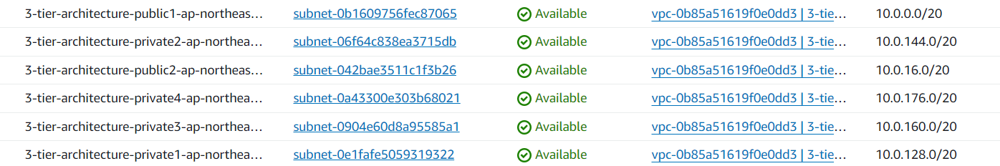 3-tier-architecture-public1-ap-northeas... subnet-0b1609756fec87065 Available vpc-0b85a51619f0e0dd3 | 3-tie... 10.0.0.0/20
3-tier-architecture-private2-ap-northea... subnet-06f64c838ea3715db Available vpc-0b85a51619f0e0dd3 | 3-tie... 10.0.144.0/20
3-tier-architecture-public2-ap-northeas... subnet-042bae3511c1f3b26 Available vpc-0b85a51619f0e0dd3 | 3-tie... 10.0.16.0/20
3-tier-architecture-private4-ap-northea... subnet-0a43300e303b68021 Available vpc-0b85a51619f0e0dd3 | 3-tie... 10.0.176.0/20
3-tier-architecture-private3-ap-northea... subnet-0904e60d8a95585a1 Available vpc-0b85a51619f0e0dd3 | 3-tie... 10.0.160.0/20
3-tier-architecture-private1-ap-northea... subnet-0e1fafe5059319322 Available vpc-0b85a51619f0e0dd3 | 3-tie... 10.0.128.0/20